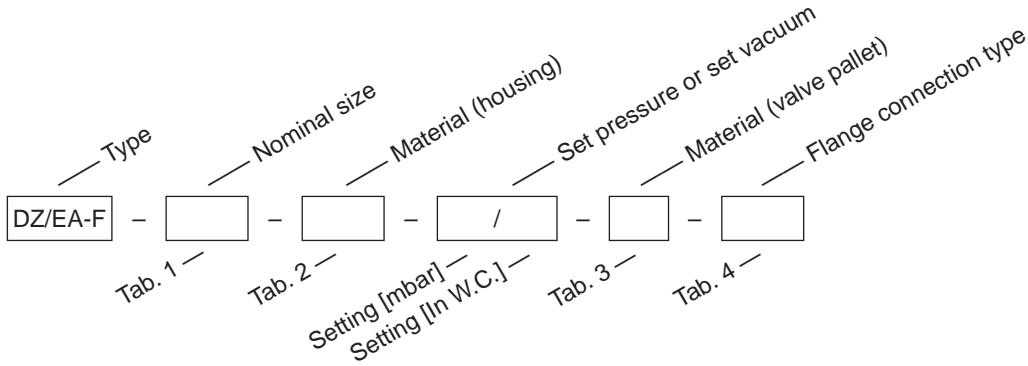 Type
Nominal size
Material (housing)
Set pressure or set vacuum
Material (valve pallet)
Flange connection type
DZ/EA-F – – – / – –
Tab. 1
Tab. 2
Setting [mbar]
Setting [In W.C.]
Tab. 3
Tab. 4